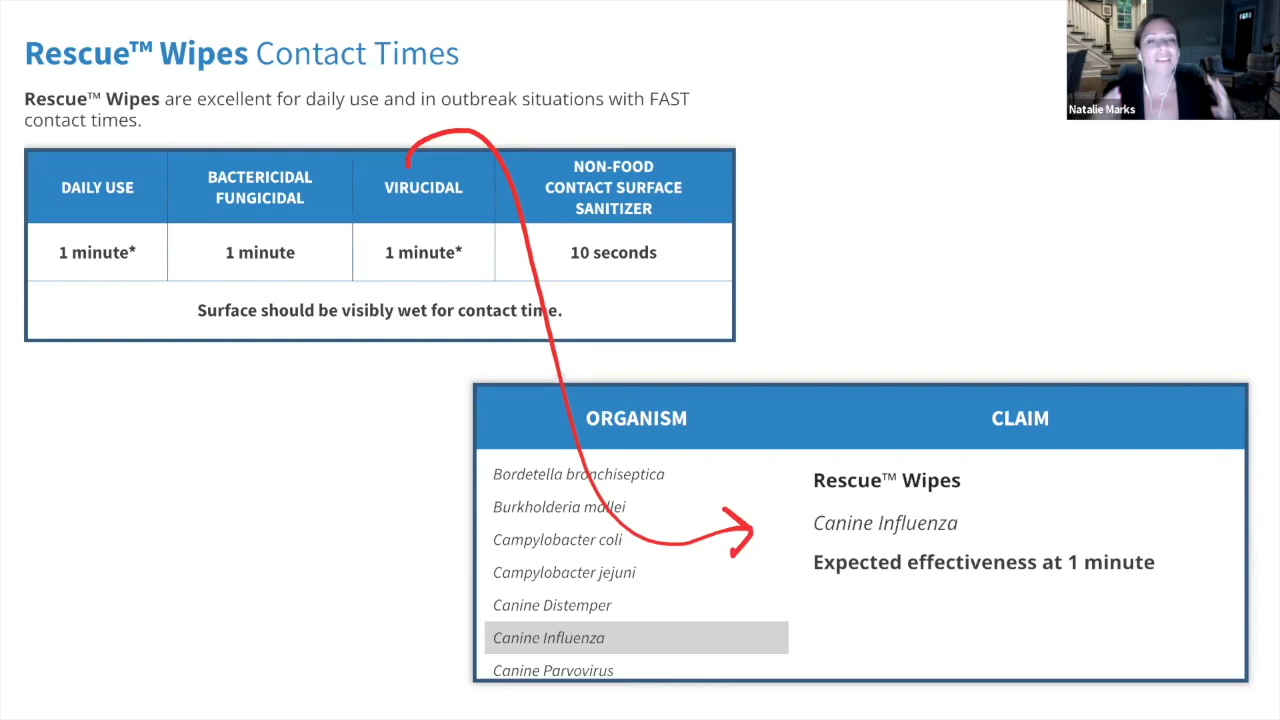 Rescue™ Wipes Contact Times
Rescue™ Wipes are excellent for daily use and in outbreak situations with FAST
contact times.
Natalie Marks
DAILY USE
BACTERICIDAL
FUNGICIDAL
VIRUCIDAL
NON-FOOD
CONTACT SURFACE
SANITIZER
1 minute*
1 minute
1 minute*
10 seconds
Surface should be visibly wet for contact time.
ORGANISM
CLAIM
Bordetella bronchiseptica
Burkholderia mallei
Campylobacter coli
Campylobacter jejuni
Canine Distemper
Canine Influenza
Canine Parvovirus
Rescue™ Wipes
Canine Influenza
Expected effectiveness at 1 minute